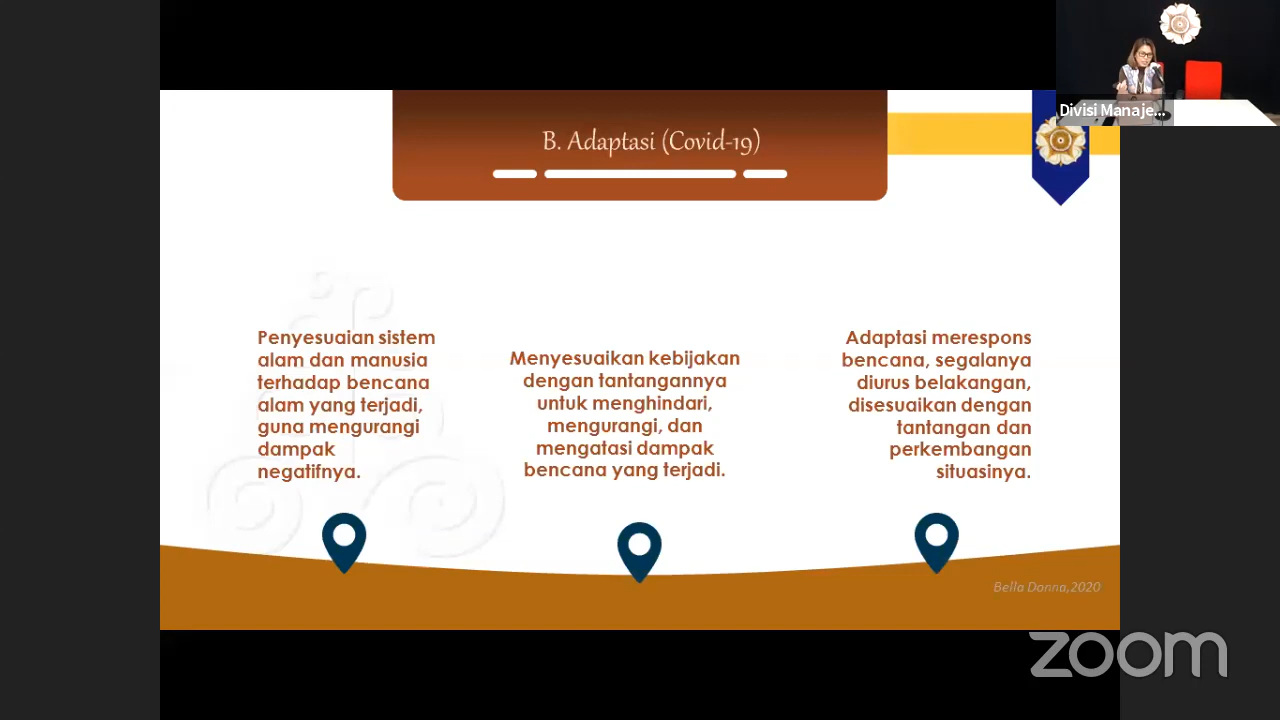 Divisi Manaje...
B. Adaptasi (Covid-19)
Penyesuaian sistem
alam dan manusia
terhadap bencana
alam yang terjadi,
guna mengurangi
dampak
negatifnya.
Menyesuaikan kebijakan
dengan tantangannya
untuk menghindari,
mengurangi, dan
mengatasi dampak
bencana yang terjadi.
Adaptasi merespons
bencana, segalanya
diurus belakangan,
disesuaikan dengan
tantangan dan
perkembangan
situasinya.
Bella Donna,2020
zoom